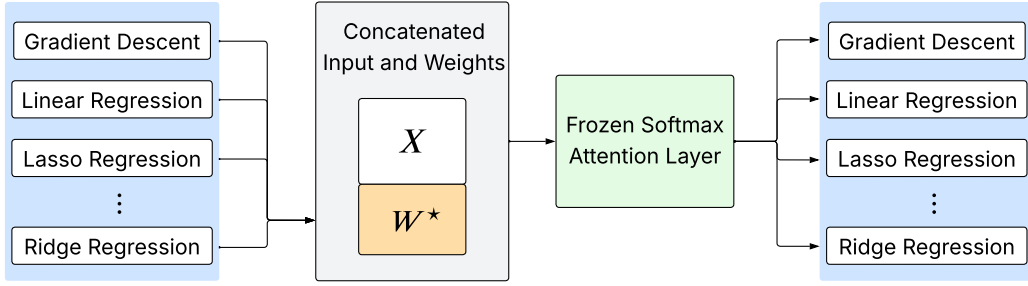 Gradient Descent
Linear Regression
Lasso Regression
⋮
Ridge Regression
Concatenated
Input and Weights
X
W⋆
Frozen Softmax
Attention Layer
Gradient Descent
Linear Regression
Lasso Regression
⋮
Ridge Regression